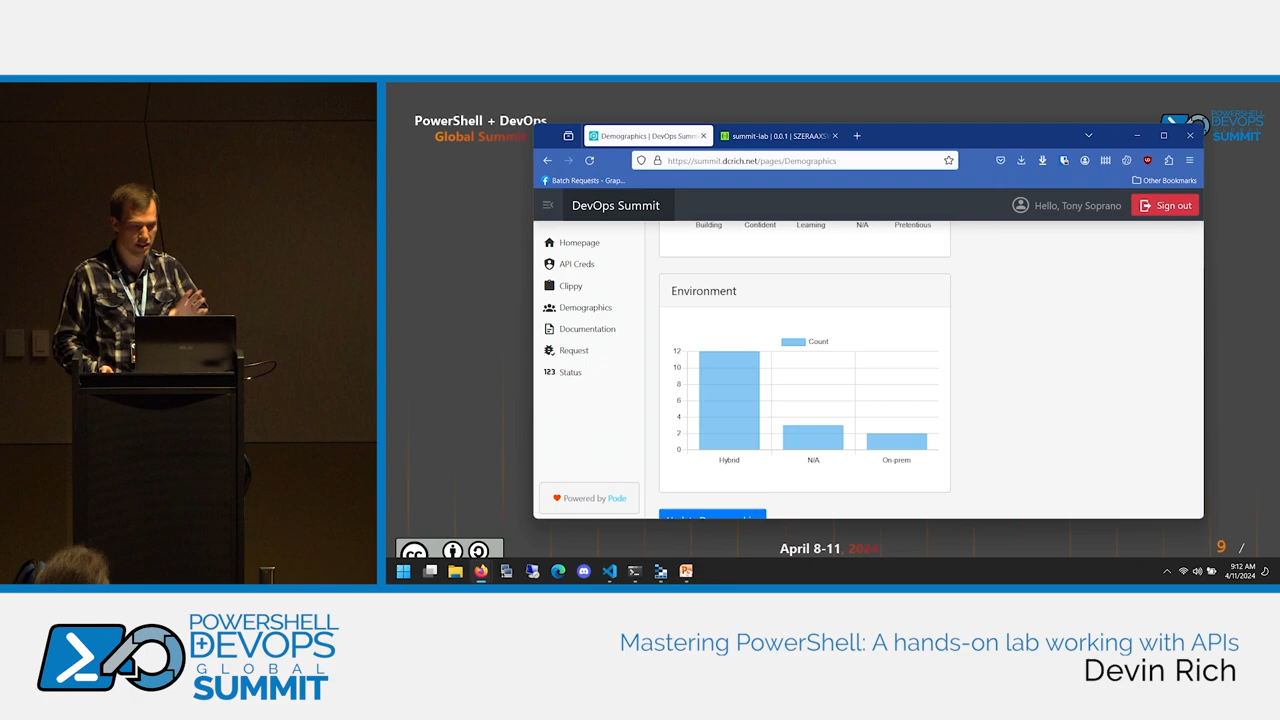 PowerShell + DevOps
Global Summit
SUMMIT
Demographics | DevOps Summ
summit-lab | 0.0.1 | SZERAAXS
https://summit.dcrich.net/pages/Demographics
Batch Requests - Grap...
Other Bookmarks
DevOps Summit
Hello, Tony Soprano
Sign out
Homepage
API Creds
Clippy
Demographics
Documentation
123 Request
Status
Powered by Pode
Building Confident Learning N/A Pretentious
Environment
Count
12
10
8
6
4
2
0
Hybrid N/A On-prem
April 8-11, 2024
9 /
9:12 AM
4/11/2024
POWERSHELL
+DEVOPS
GLOBAL
SUMMIT
Mastering PowerShell: A hands-on lab working with APIs
Devin Rich